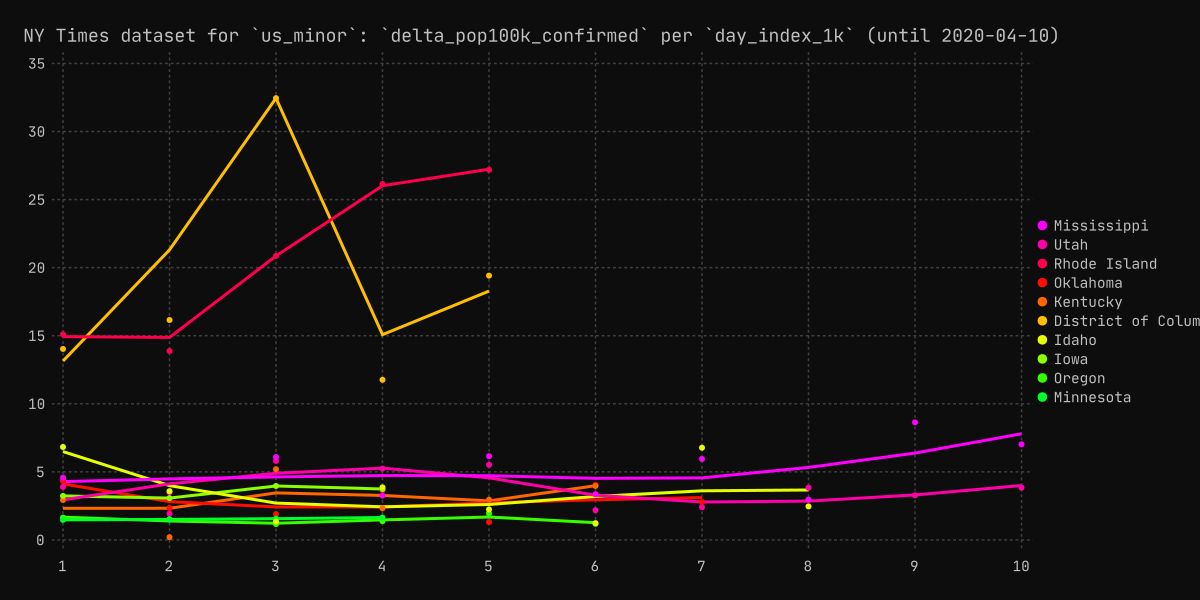 NY Times dataset for `us_minor`: `delta_pop100k_confirmed` per `day_index_1k` (until 2020-04-10)
35
30
25
20
15
10
5
0
1 2 3 4 5 6 7 8 9 10
Mississippi
Utah
Rhode Island
Oklahoma
Kentucky
District of Colum
Idaho
Iowa
Oregon
Minnesota